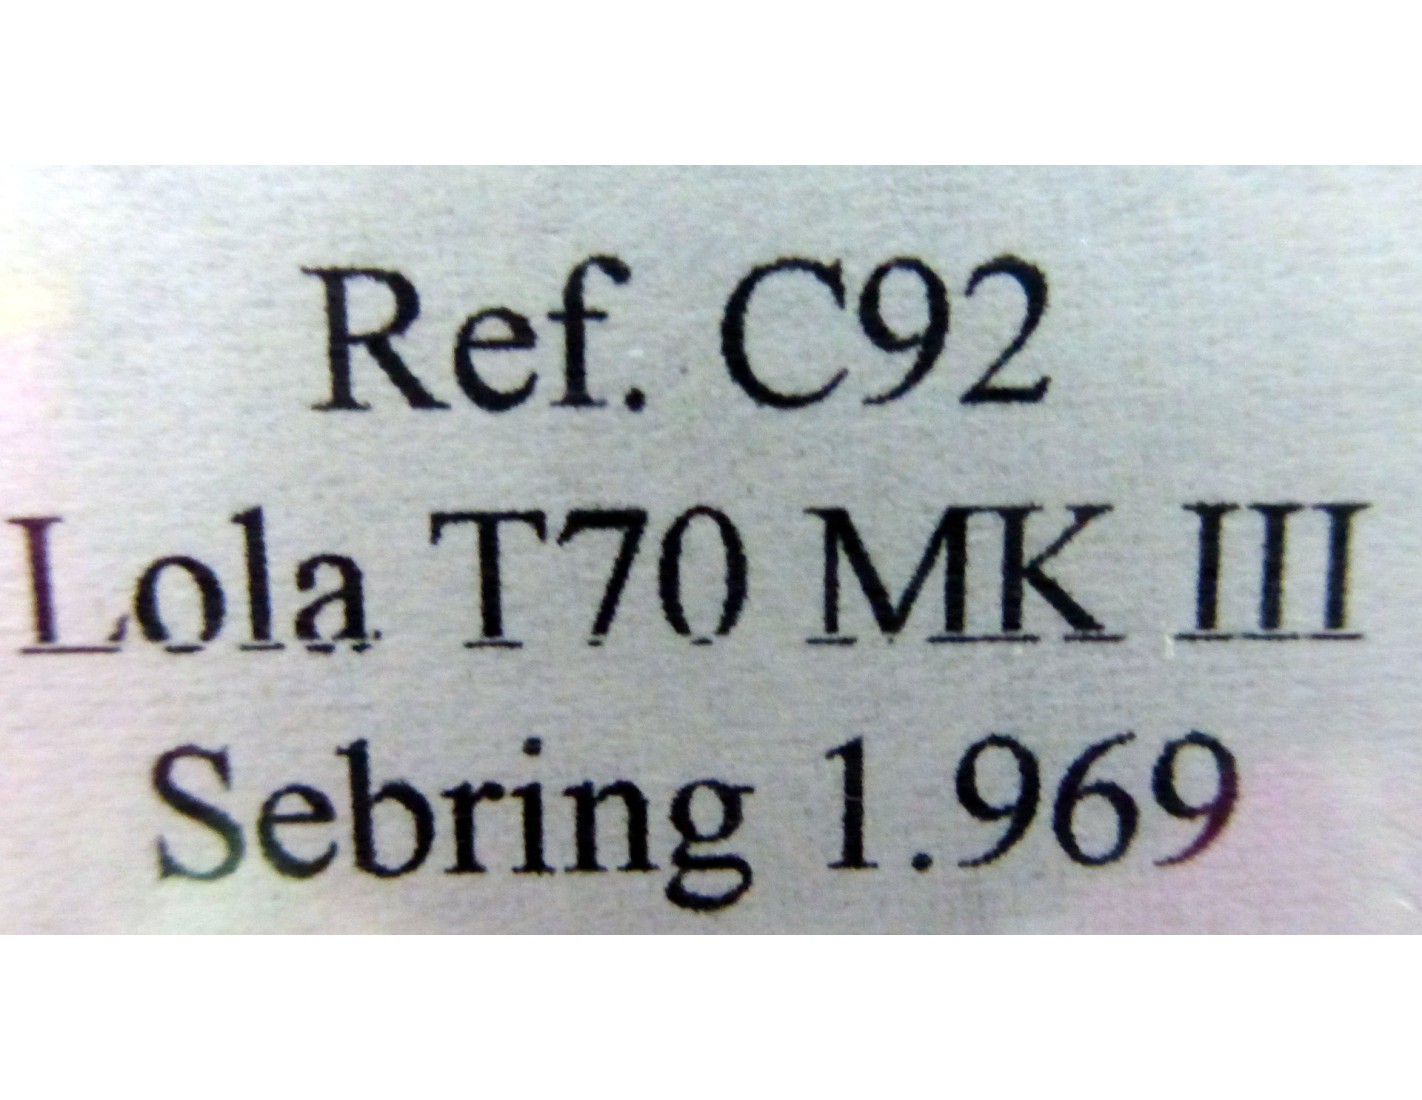 Ref. C92
Lola T70 MK III
Sebring 1.969